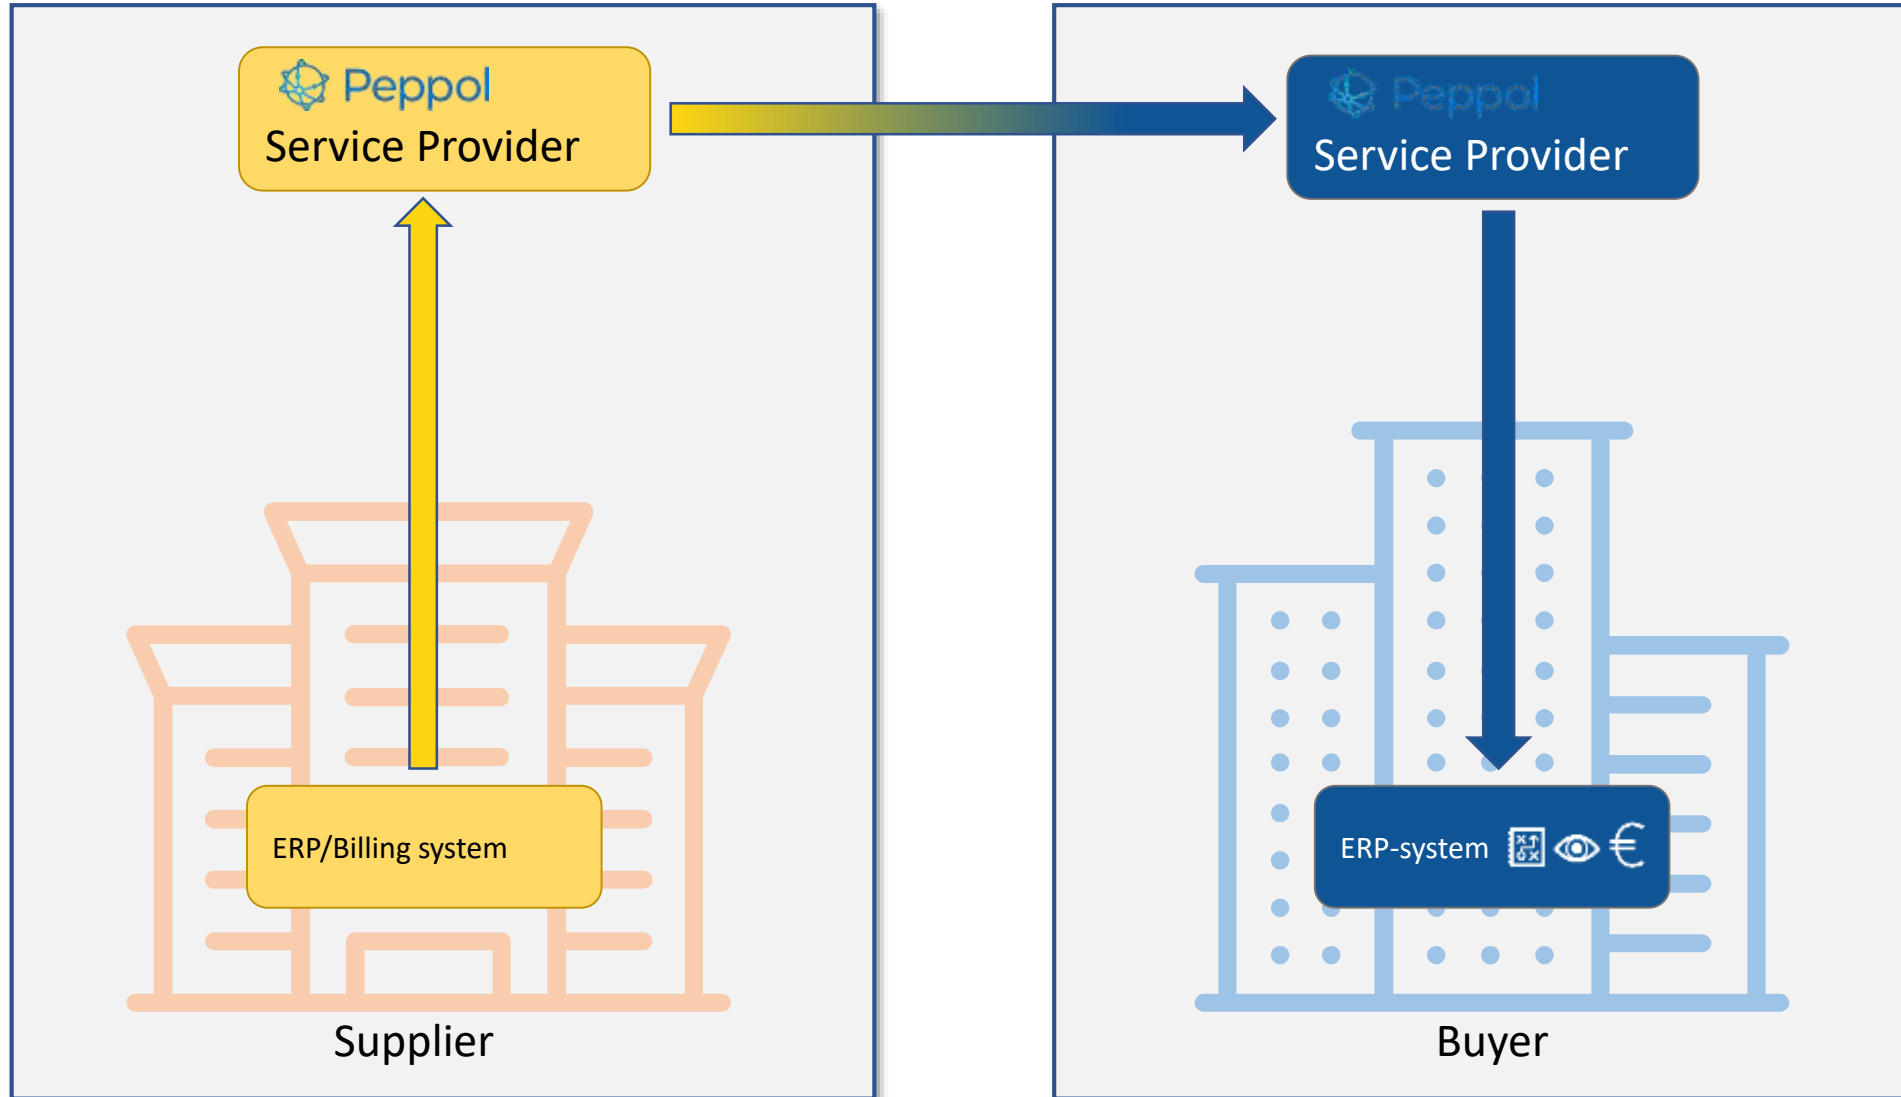 Peppol
Service Provider
ERP/Billing system
Supplier
Peppol
Service Provider
ERP-system
Buyer